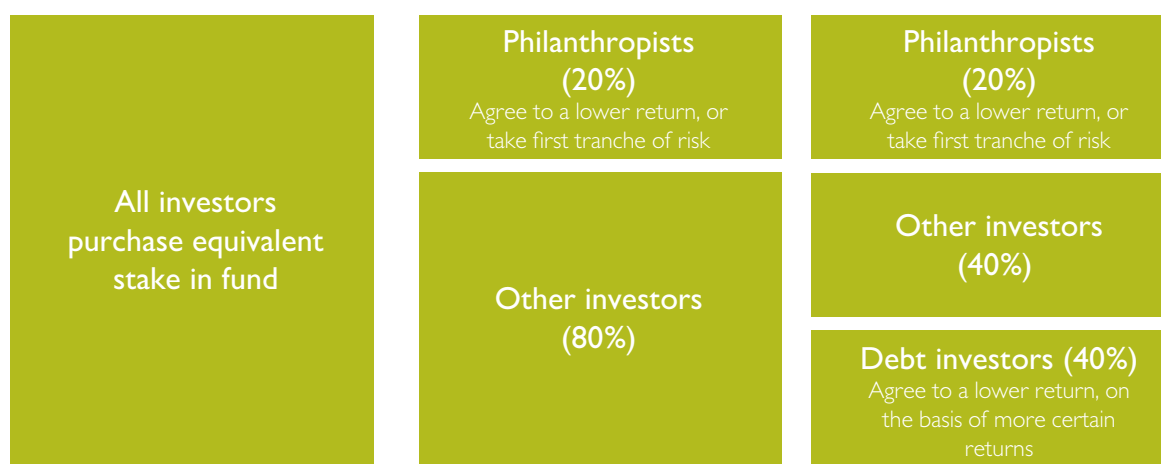 All investors
purchase equivalent
stake in fund
Philanthropists
(20%)
Agree to a lower return, or
take first tranche of risk
Other investors
(80%)
Philanthropists
(20%)
Agree to a lower return, or
take first tranche of risk
Other investors
(40%)
Debt investors (40%)
Agree to a lower return, on
the basis of more certain
returns